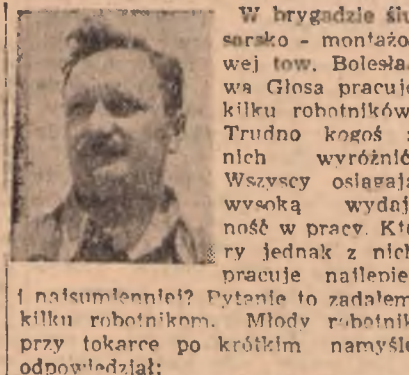 W brygadzie ślu
sarsko - montażo
wej tow. Bolesła
wa Głosa pracuje
kilku robotników.
Trudno kogoś z
nich wyróżnić.
Wszyscy osiągają
wysoką wydaj
ność w pracy. Któ
ry jednak z nich
pracuje najlepiej
i najsumienniej? Pytanie to zadałem
kilku robotnikom. Młody robotnik
przy tokarce po krótkim namyśle
odpowiedział: